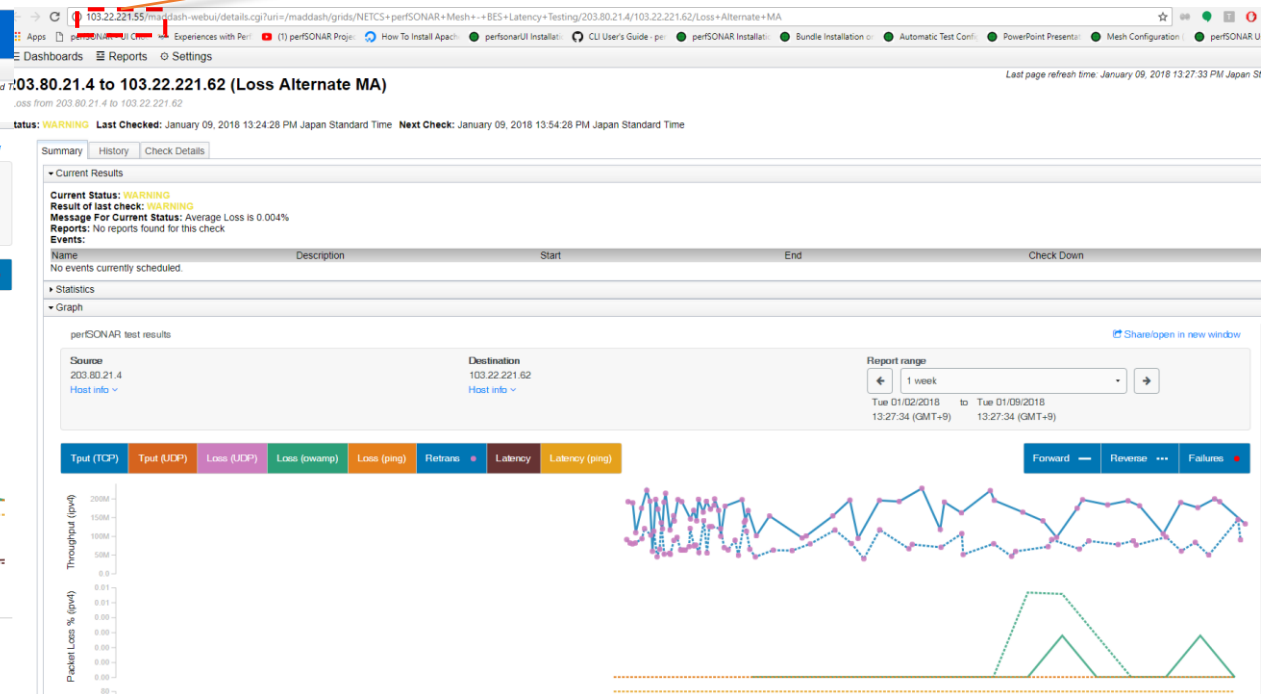 103.22.221.55/maddash-webui/details.cgi?uri=/maddash/grids/NETCS+perfSONAR+Mesh+-+BES+Latency+Testing/203.80.21.4/103.22.221.62/Loss+Alternate+MA
Apps perfSONAR UI Experiences with Perf (1) perfSONAR Projec How To Install Apach perfsonarUI Installati CLI User's Guide - per perfSONAR Installatio Bundle Installation or Automatic Test Confi PowerPoint Presentat Mesh Configuration perfSONAR U
Dashboards Reports Settings
Last page refresh time: January 09, 2018 13:27:33 PM Japan St
203.80.21.4 to 103.22.221.62 (Loss Alternate MA)
Loss from 203.80.21.4 to 103.22.221.62
tatus: WARNING Last Checked: January 09, 2018 13:24:28 PM Japan Standard Time Next Check: January 09, 2018 13:54:28 PM Japan Standard Time
Summary History Check Details
Current Results
Current Status: WARNING
Result of last check: WARNING
Message For Current Status: Average Loss is 0.004%
Reports: No reports found for this check
Events:
Name Description Start End Check Down
No events currently scheduled.
Statistics
Graph
perfSONAR test results Share/open in new window
Source Destination Report range
203.80.21.4 103.22.221.62 1 week
Host info Host info
Tue 01/02/2018 to Tue 01/09/2018
13:27:34 (GMT+9) 13:27:34 (GMT+9)
Tput (TCP) Tput (UDP) Loss (UDP) Loss (owamp) Loss (ping) Retrans Latency Latency (ping) Forward Reverse Failures
Throughput (ipv4)
200M
150M
100M
50M
0.0
Packet Loss % (ipv4)
0.01
0.01
0.00
0.00
0.00
0.00
.00